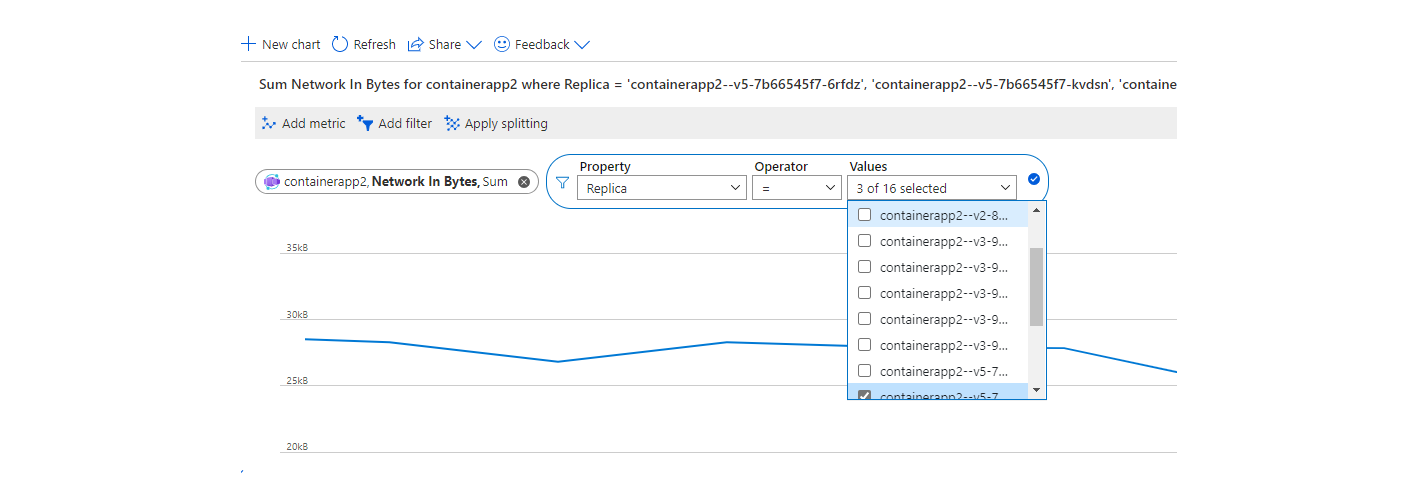 New chart Refresh Share Feedback
Sum Network In Bytes for containerapp2 where Replica = 'containerapp2--v5-7b66545f7-6rfdz', 'containerapp2--v5-7b66545f7-kvdsn', 'containe
Add metric Add filter Apply splitting
Property Operator Values
containerapp2, Network In Bytes, Sum
Replica = 3 of 16 selected
containerapp2--v2-8...
35kB
containerapp2--v3-9...
containerapp2--v3-9...
containerapp2--v3-9...
30kB
containerapp2--v3-9...
containerapp2--v3-9...
containerapp2--v5-7...
25kB
containerapp2--v5-7
20kB